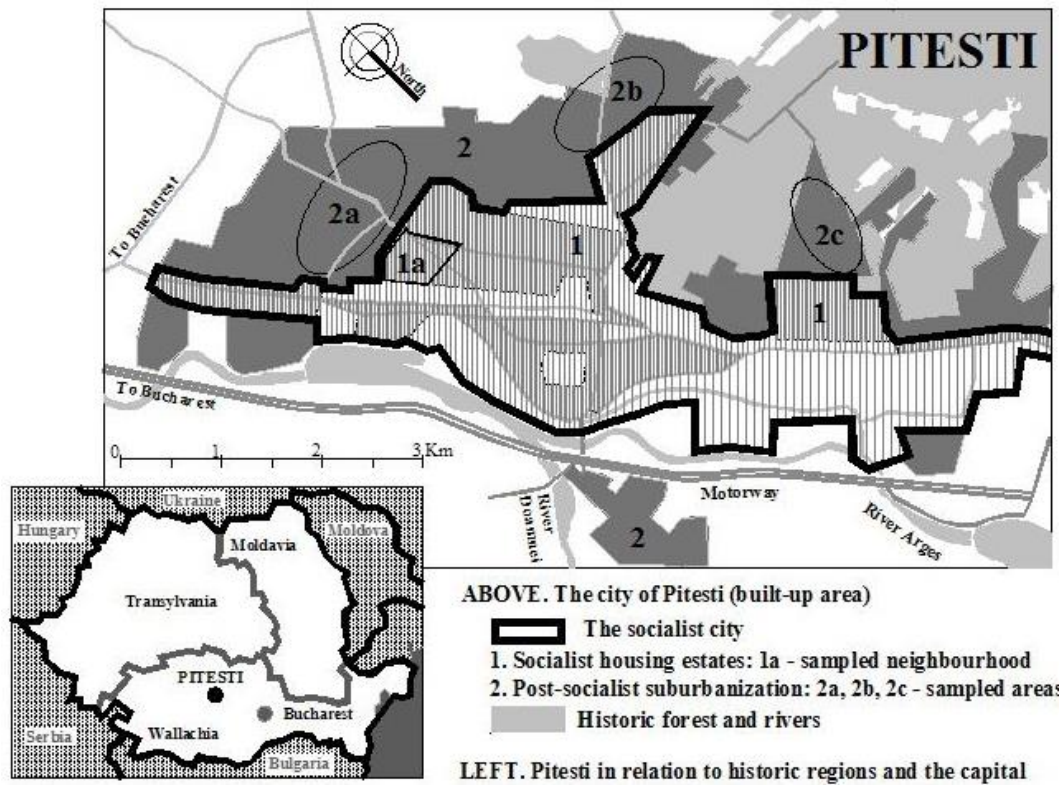 PITESTI
North
2b
2
2a
To Bucharest
2c
1
1a
1
To Bucharest
0 1 2 3 Km
Motorway
River
Doamnei
River Arges
2
Ukraine
Hungary
Moldova
Moldavia
Transylvania
PITESTI
Bucharest
Wallachia
Serbia
Bulgaria
ABOVE. The city of Pitesti (built-up area)
The socialist city
1. Socialist housing estates: 1a - sampled neighbourhood
2. Post-socialist suburbanization: 2a, 2b, 2c - sampled areas
Historic forest and rivers
LEFT. Pitesti in relation to historic regions and the capital